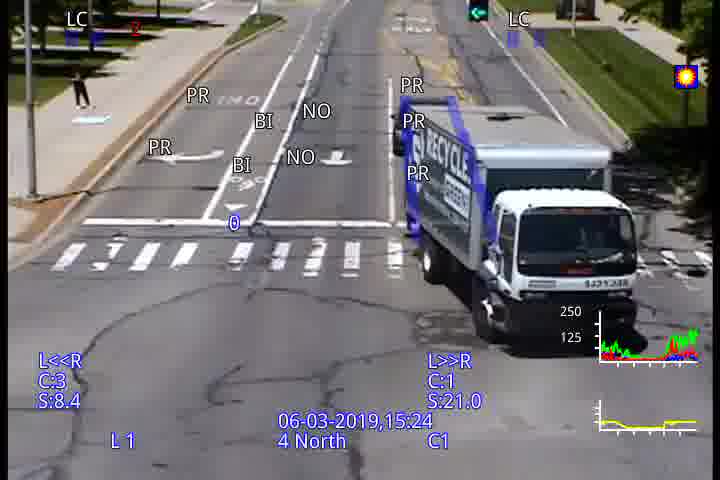 LC
LC
2
PR
PR
NO
BI
PR
PR
NO
BI
PR
RECYCLE
GREEN
0
250
125
L<<R
C:3
S:8.4
L>>R
C:1
S:21.0
06-03-2019,15:24
L 1
4 North
C1